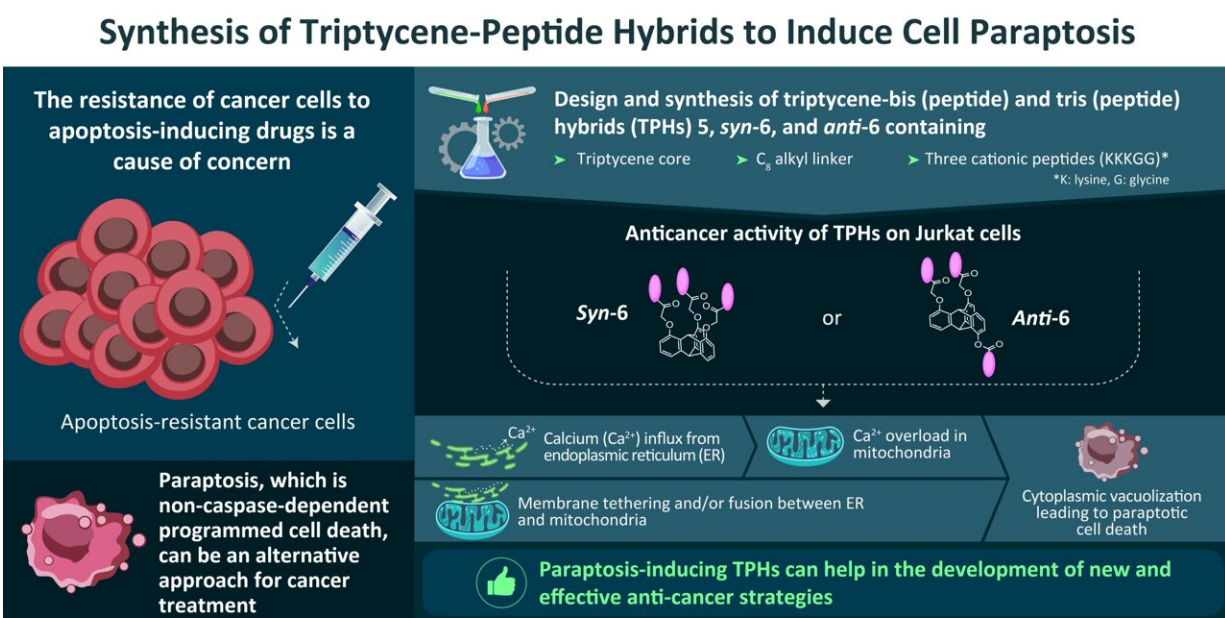 Synthesis of Triptycene-Peptide Hybrids to Induce Cell Paraptosis
The resistance of cancer cells to
apoptosis-inducing drugs is a
cause of concern
Apoptosis-resistant cancer cells
Paraptosis, which is
non-caspase-dependent
programmed cell death,
can be an alternative
approach for cancer
treatment
Design and synthesis of triptycene-bis (peptide) and tris (peptide)
hybrids (TPHs) 5, syn-6, and anti-6 containing
➤ Triptycene core ➤ C₈ alkyl linker ➤ Three cationic peptides (KKKGG)*
*K: lysine, G: glycine
Anticancer activity of TPHs on Jurkat cells
Syn-6
O
O
O
O
O
O
or
O
O
O
O
O
O
Anti-6
Ca²⁺
Calcium (Ca²⁺) influx from
endoplasmic reticulum (ER)
Ca²⁺ overload in
mitochondria
Membrane tethering and/or fusion between ER
and mitochondria
Cytoplasmic vacuolization
leading to paraptotic
cell death
Paraptosis-inducing TPHs can help in the development of new and
effective anti-cancer strategies